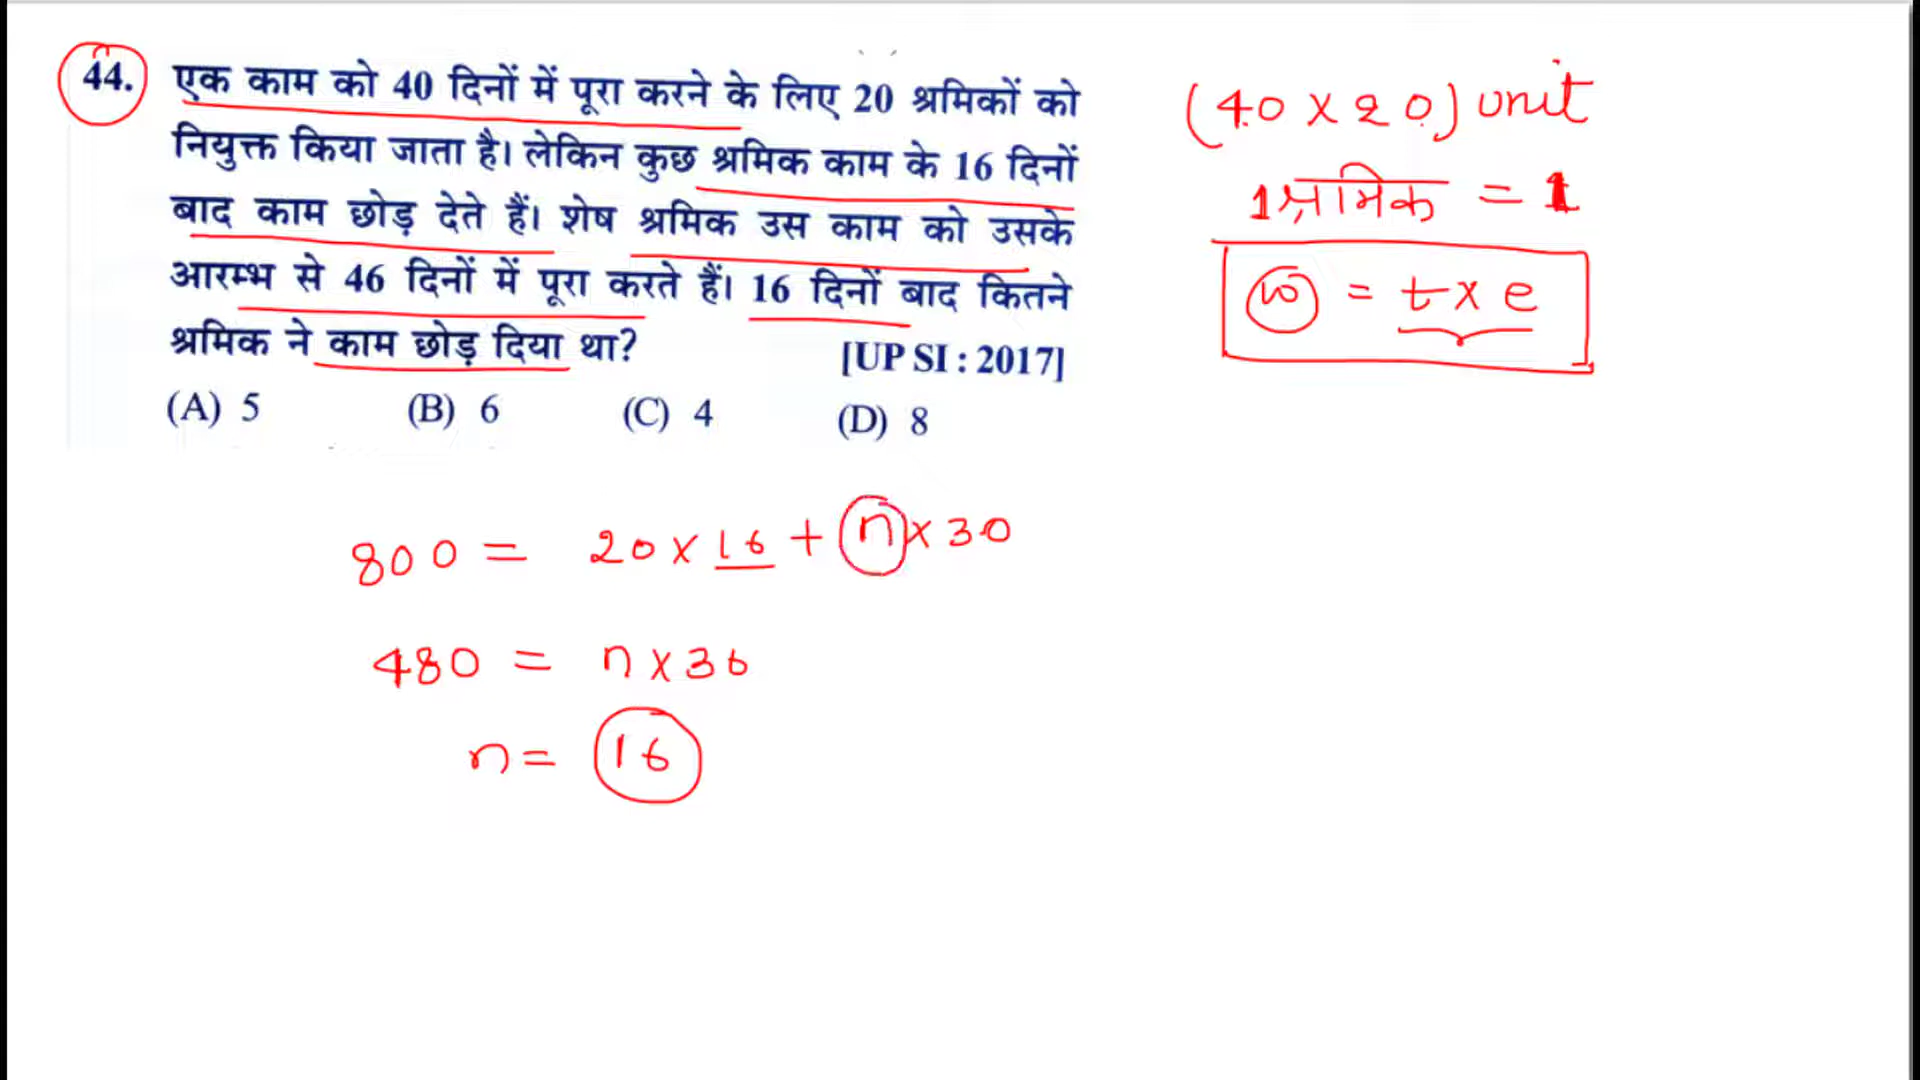 44. एक काम को 40 दिनों में पूरा करने के लिए 20 श्रमिकों को
नियुक्त किया जाता है। लेकिन कुछ श्रमिक काम के 16 दिनों
बाद काम छोड़ देते हैं। शेष श्रमिक उस काम को उसके
आरम्भ से 46 दिनों में पूरा करते हैं। 16 दिनों बाद कितने
श्रमिक ने काम छोड़ दिया था? [UP SI : 2017]
(A) 5 (B) 6 (C) 4 (D) 8
(40 x 20) unit
1 श्रमिक = 1
w = t x e
800 = 20 x 16 + n x 30
480 = n x 30
n = 16